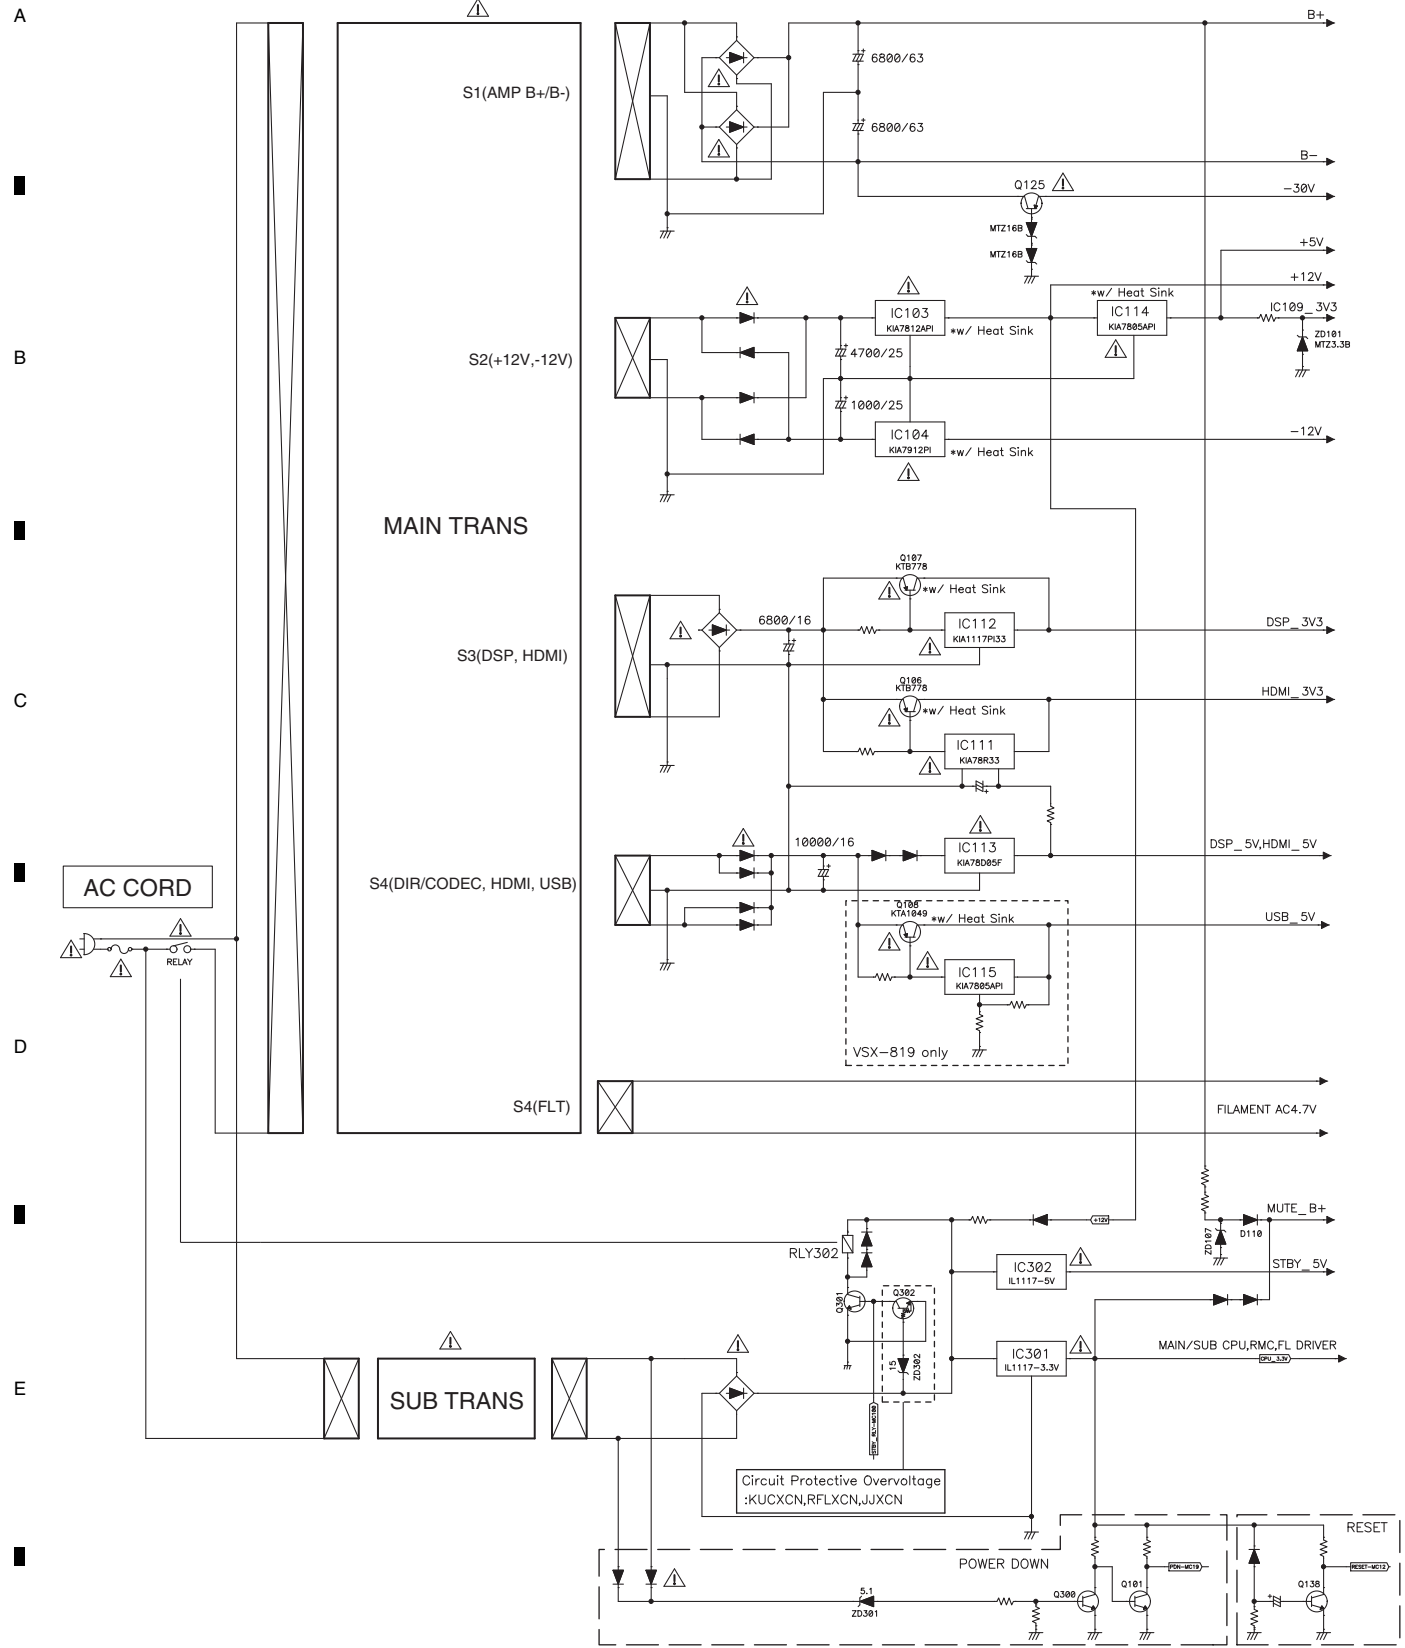 A
B+
6800/63
S1(AMP B+/B-)
6800/63
B-
Q125
-30V
MTZ16B
MTZ16B
+5V
+12V
*w/ Heat Sink
IC103
KIA7812API
*w/ Heat Sink
IC114
KIA7805API
IC109_3V3
ZD101
MTZ3.3B
B
S2(+12V,-12V)
4700/25
1000/25
IC104
KIA7912PI
*w/ Heat Sink
-12V
MAIN TRANS
Q107
KTB778
*w/ Heat Sink
6800/16
IC112
KIA1117PI33
DSP_3V3
S3(DSP, HDMI)
C
Q106
KTB778
*w/ Heat Sink
HDMI_3V3
IC111
KIA78R33
10000/16
IC113
KIA78D05F
DSP_5V,HDMI_5V
AC CORD
S4(DIR/CODEC, HDMI, USB)
Q108
KTA1049
*w/ Heat Sink
USB_5V
RELAY
IC115
KIA7805API
D
VSX-819 only
S4(FLT)
FILAMENT AC4.7V
MUTE_B+
+12V
RLY302
ZD107
D110
IC302
IL1117-5V
STBY_5V
Q301
Q302
IC301
IL1117-3.3V
MAIN/SUB CPU,RMC,FL DRIVER
CPU_3.3V
15
ZD302
E
SUB TRANS
STBY_RLY-MC100
Circuit Protective Overvoltage
:KUCXCN,RFLXCN,JJXCN
RESET
POWER DOWN
PDN-MC19
RESET-MC12
5.1
ZD301
Q300
Q101
Q138